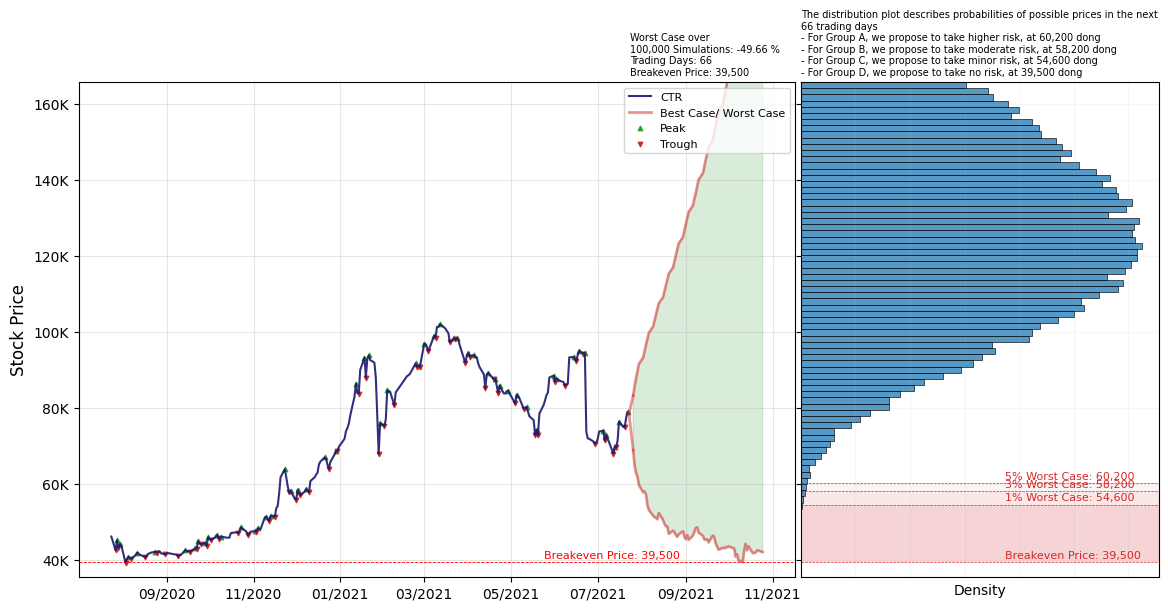 The distribution plot describes probabilities of possible prices in the next
66 trading days
- For Group A, we propose to take higher risk, at 60,200 dong
- For Group B, we propose to take moderate risk, at 58,200 dong
- For Group C, we propose to take minor risk, at 54,600 dong
- For Group D, we propose to take no risk, at 39,500 dong
Worst Case over
100,000 Simulations: -49.66 %
Trading Days: 66
Breakeven Price: 39,500
CTR
Best Case/ Worst Case
Peak
Trough
Stock Price
160K
140K
120K
100K
80K
60K
40K
Breakeven Price: 39,500
09/2020
11/2020
01/2021
03/2021
05/2021
07/2021
09/2021
11/2021
5% Worst Case: 60,200
3% Worst Case: 58,200
1% Worst Case: 54,600
Breakeven Price: 39,500
Density